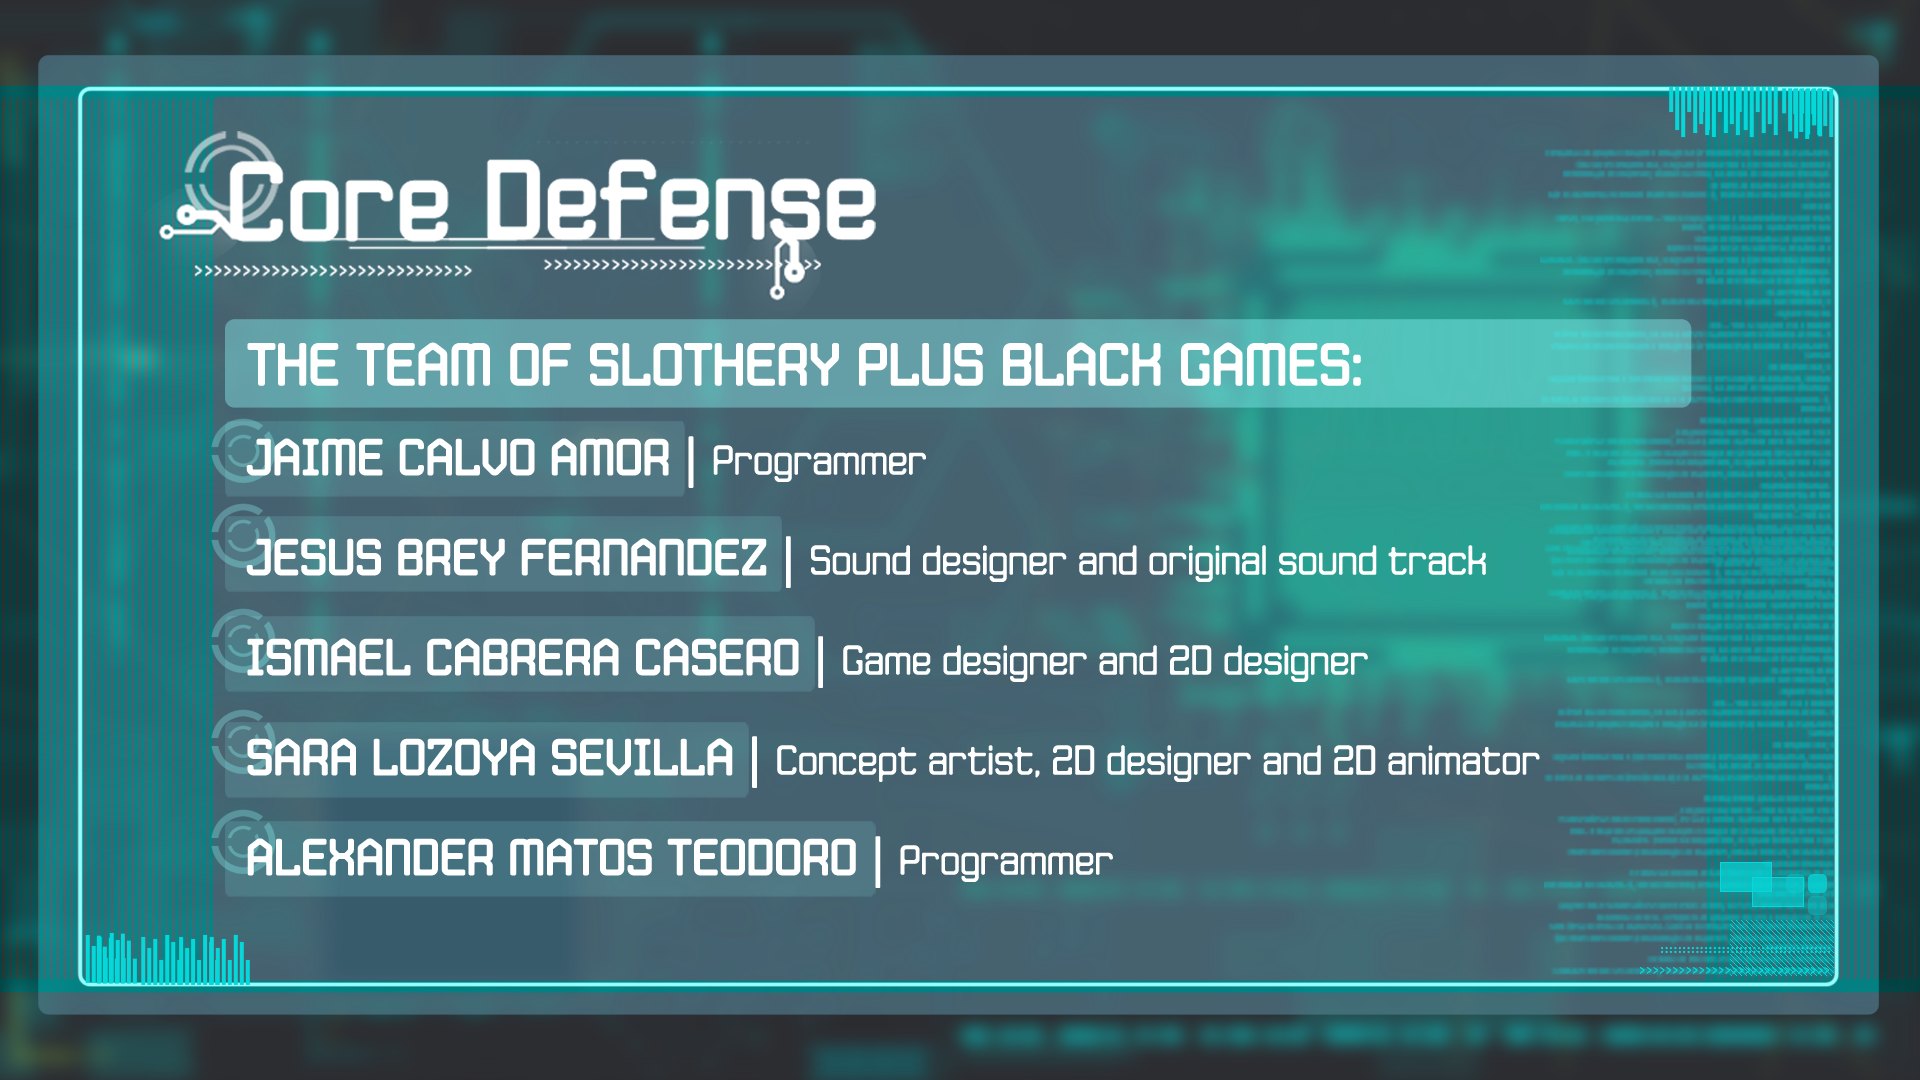 Core Defense
THE TEAM OF SLOTHERY PLUS BLACK GAMES:
JAIME CALVO AMOR | Programmer
JESUS BREY FERNANDEZ | Sound designer and original sound track
ISMAEL CABRERA CASERO | Game designer and 2D designer
SARA LOZOYA SEVILLA | Concept artist, 2D designer and 2D animator
ALEXANDER MATOS TEODORO | Programmer